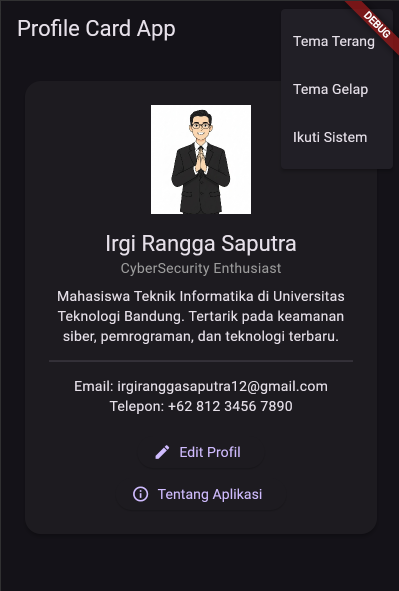 Profile Card App
DEBUG
Tema Terang
Tema Gelap
Ikuti Sistem
Irgi Rangga Saputra
CyberSecurity Enthusiast
Mahasiswa Teknik Informatika di Universitas
Teknologi Bandung. Tertarik pada keamanan
siber, pemrograman, dan teknologi terbaru.
Email: irgiranggasaputra12@gmail.com
Telepon: +62 812 3456 7890
Edit Profil
Tentang Aplikasi